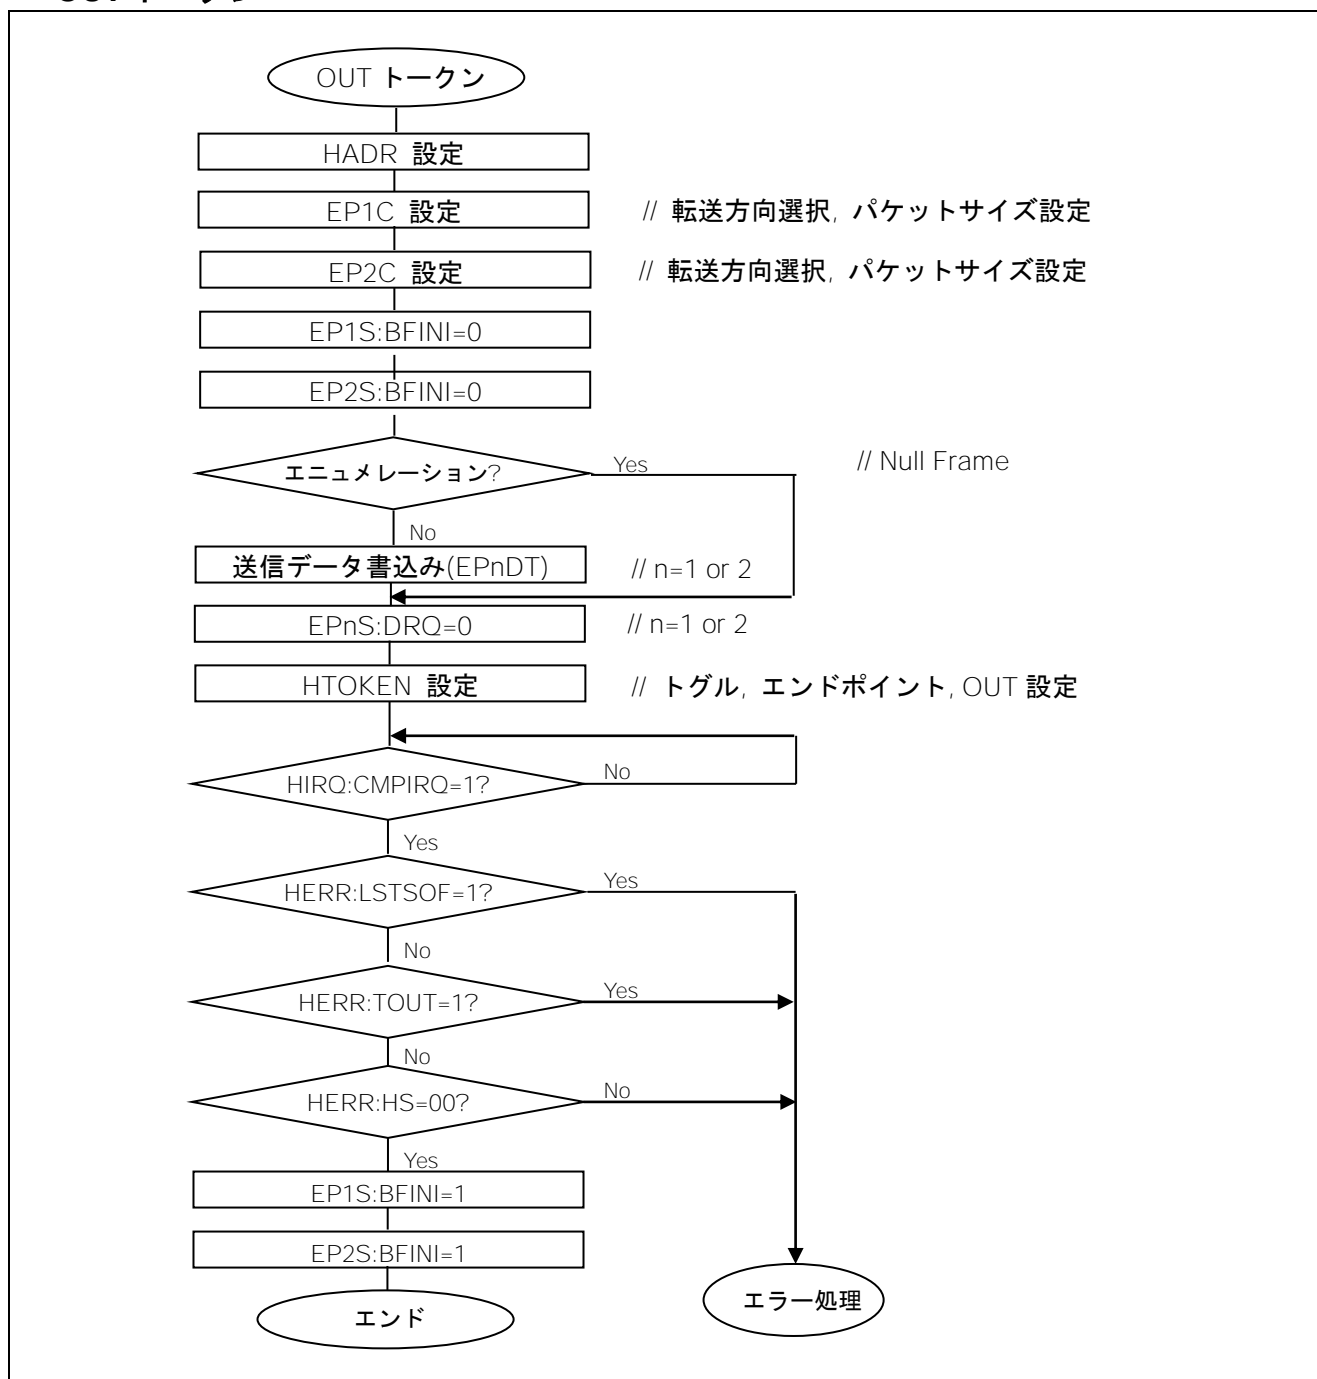 OUT トークン
HADR 設定
EP1C 設定 // 転送方向選択, パケットサイズ設定
EP2C 設定 // 転送方向選択, パケットサイズ設定
EP1S:BFINI=0
EP2S:BFINI=0
エニュメレーション? Yes // Null Frame
No
送信データ書込み(EPnDT) // n=1 or 2
EPnS:DRQ=0 // n=1 or 2
HTOKEN 設定 // トグル, エンドポイント, OUT 設定
HIRQ:CMPIRQ=1? No
Yes
HERR:LSTSOF=1? Yes
No
HERR:TOUT=1? Yes
No
HERR:HS=00? No
Yes
EP1S:BFINI=1
EP2S:BFINI=1
エンド エラー処理